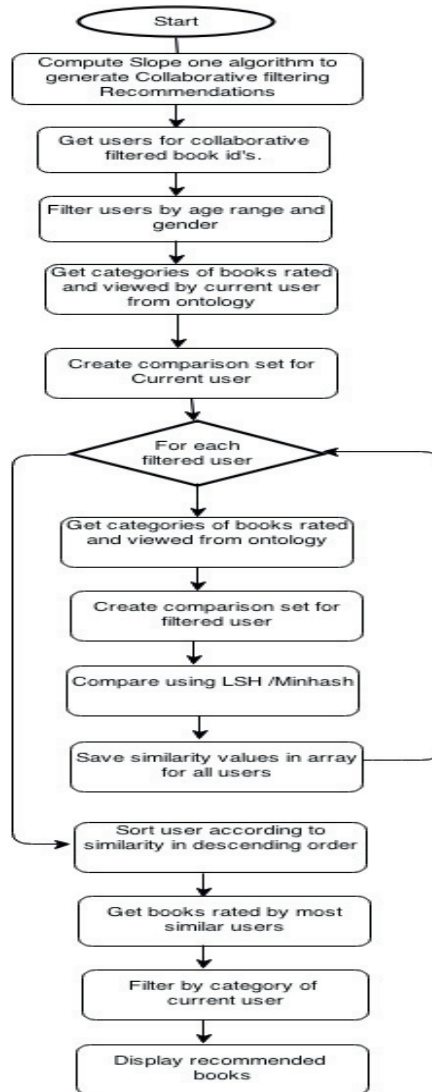 Start
Compute Slope one algorithm to
generate Collaborative filtering
Recommendations
Get users for collaborative
filtered book id's.
Filter users by age range and
gender
Get categories of books rated
and viewed by current user
from ontology
Create comparison set for
Current user
For each
filtered user
Get categories of books rated
and viewed from ontology
Create comparison set for
filtered user
Compare using LSH /Minhash
Save similarity values in array
for all users
Sort user according to
similarity in descending order
Get books rated by most
similar users
Filter by category of
current user
Display recommended
books